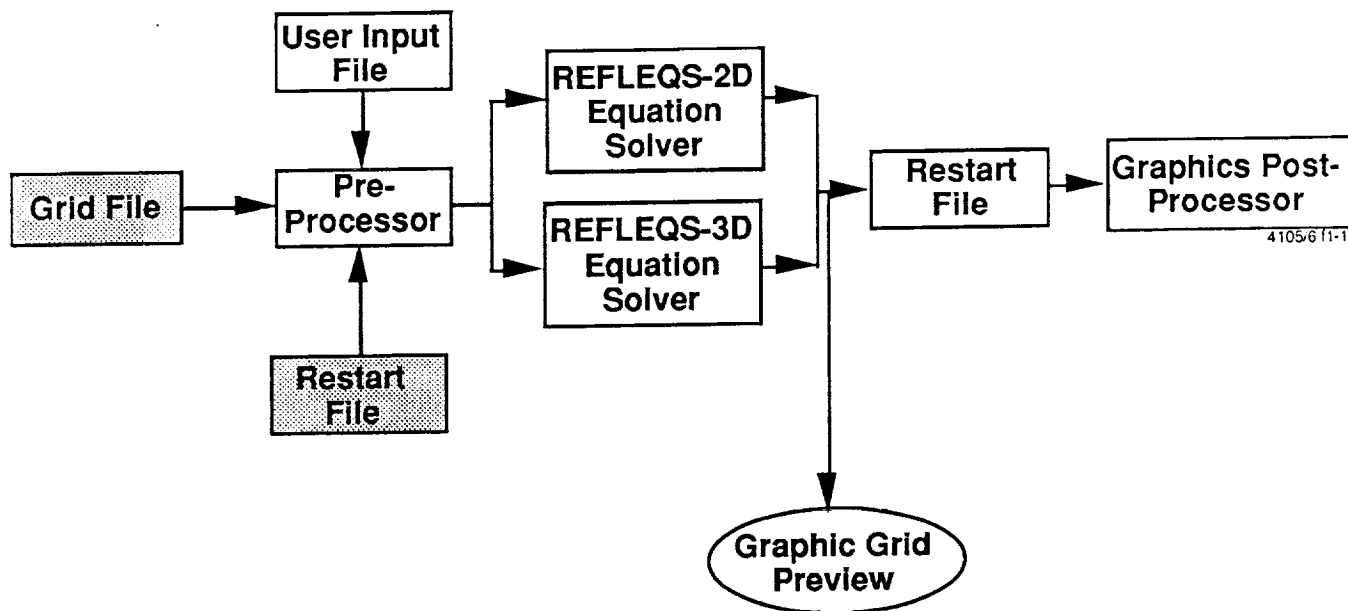 User Input
File
REFLEQS-2D
Equation
Solver
Grid File
Pre-
Processor
REFLEQS-3D
Equation
Solver
Restart
File
Graphics Post-
Processor
4105/6 f1-1
Restart
File
Graphic Grid
Preview